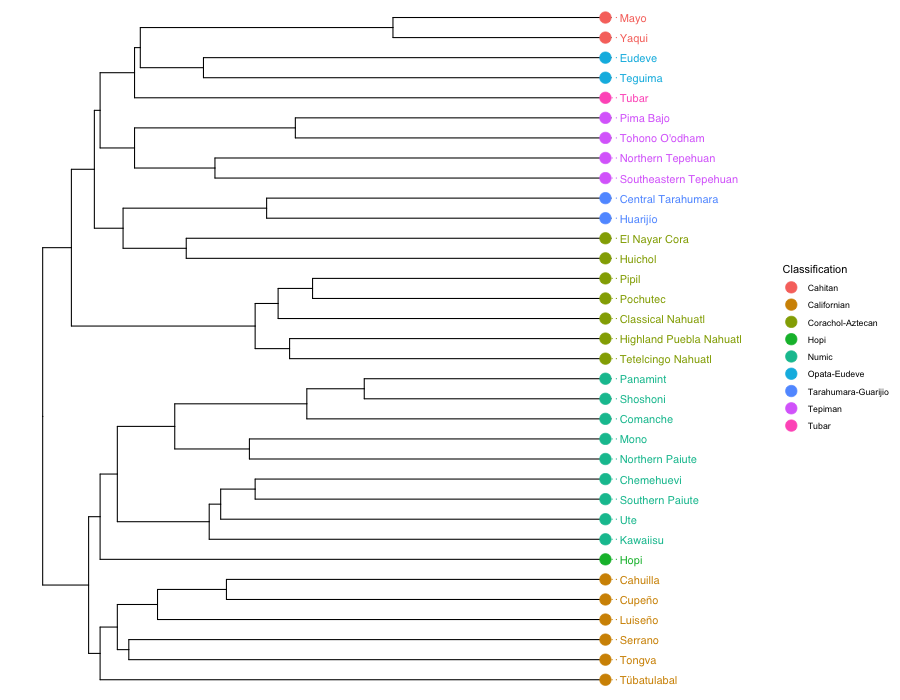 Mayo
Yaqui
Eudeve
Teguima
Tubar
Pima Bajo
Tohono O'odham
Northern Tepehuan
Southeastern Tepehuan
Central Tarahumara
Huarijío
El Nayar Cora
Huichol
Pipil
Pochutec
Classical Nahuatl
Highland Puebla Nahuatl
Tetelcingo Nahuatl
Panamint
Shoshoni
Comanche
Mono
Northern Paiute
Chemehuevi
Southern Paiute
Ute
Kawaiisu
Hopi
Cahuilla
Cupeño
Luiseño
Serrano
Tongva
Tübatulabal
Classification
Cahitan
Californian
Corachol-Aztecan
Hopi
Numic
Opata-Eudeve
Tarahumara-Guarijio
Tepiman
Tubar